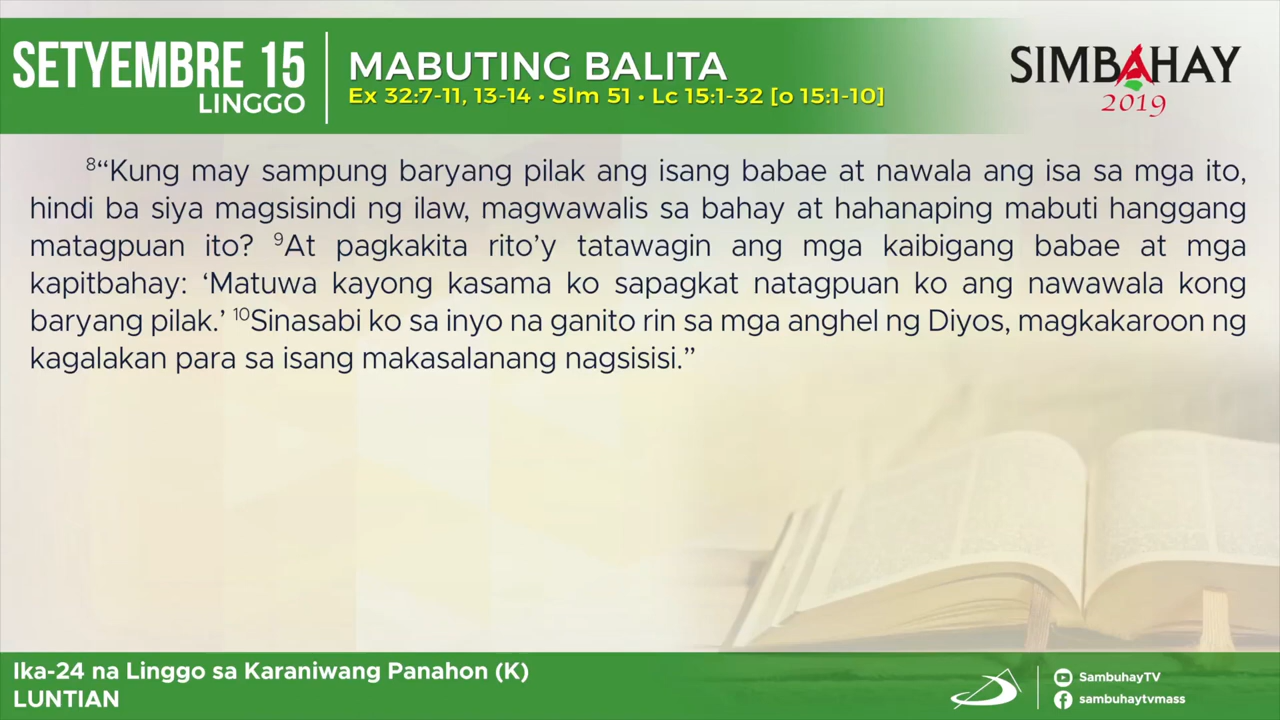 SETYEMBRE 15
LINGGO
MABUTING BALITA
Ex 32:7-11, 13-14 • Slm 51 • Lc 15:1-32 [o 15:1-10]
SIMBAHAY
2019
⁸“Kung may sampung baryang pilak ang isang babae at nawala ang isa sa mga ito,
hindi ba siya magsisindi ng ilaw, magwawalis sa bahay at hahanaping mabuti hanggang
matagpuan ito? ⁹At pagkakita rito’y tatawagin ang mga kaibigang babae at mga
kapitbahay: ‘Matuwa kayong kasama ko sapagkat natagpuan ko ang nawawala kong
baryang pilak.’ ¹⁰Sinasabi ko sa inyo na ganito rin sa mga anghel ng Diyos, magkakaroon ng
kagalakan para sa isang makasalanang nagsisisi.”
Ika-24 na Linggo sa Karaniwang Panahon (K)
LUNTIAN
SambuhayTV
sambuhaytvmass